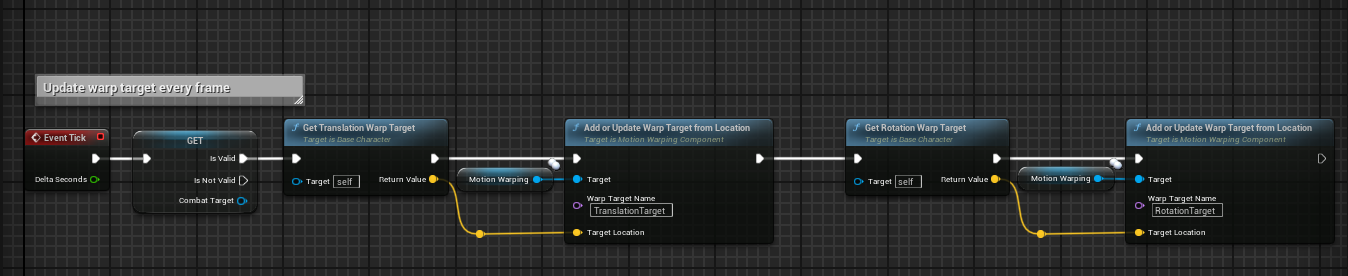 Update warp target every frame
Event Tick
Delta Seconds
GET
Is Valid
Is Not Valid
Combat Target
Get Translation Warp Target
Target is Base Character
Target self
Return Value
Motion Warping
Add or Update Warp Target from Location
Target is Motion Warping Component
Target
Warp Target Name
TranslationTarget
Target Location
Get Rotation Warp Target
Target is Base Character
Target self
Return Value
Motion Warping
Add or Update Warp Target from Location
Target is Motion Warping Component
Target
Warp Target Name
RotationTarget
Target Location